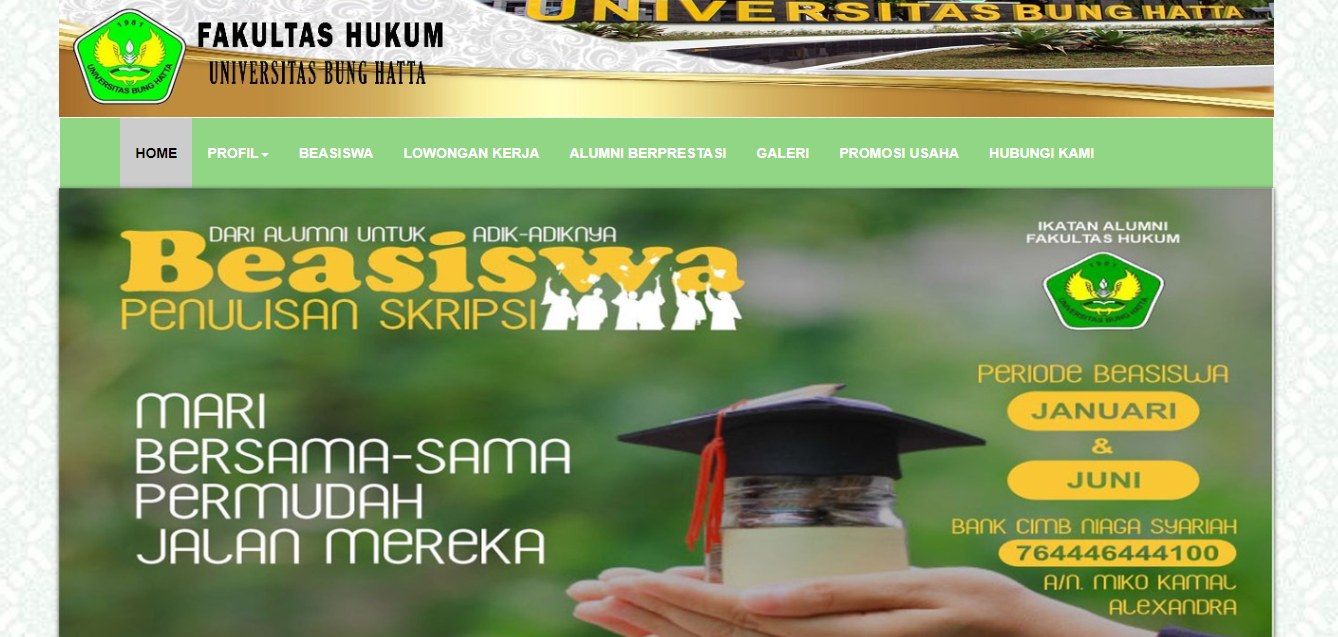 UNIVERSITAS BUNG HATTA
1981
UNIVERSITAS BUNG HATTA
FAKULTAS HUKUM
UNIVERSITAS BUNG HATTA
HOME PROFIL BEASISWA LOWONGAN KERJA ALUMNI BERPRESTASI GALERI PROMOSI USAHA HUBUNGI KAMI
DARI ALUMNI UNTUK ADIK-ADIKNYA
Beasiswa
PENULISAN SKRIPSI
MARI
BERSAMA-SAMA
PERMUDAH
JALAN MEREKA
IKATAN ALUMNI
FAKULTAS HUKUM
1981
UNIVERSITAS BUNG HATTA
PERIODE BEASISWA
JANUARI
&
JUNI
BANK CIMB NIAGA SYARIAH
764446444100
A/N. MIKO KAMAL
ALEXANDRA